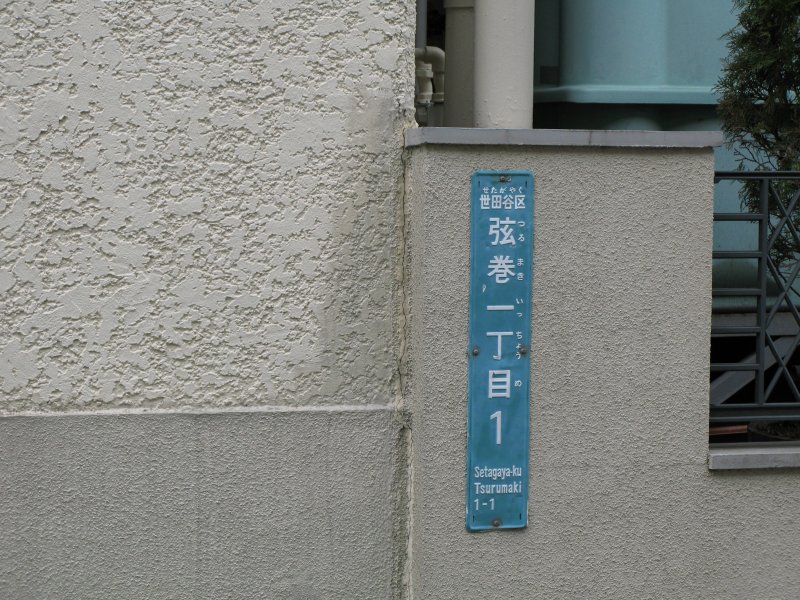 せたがやく
世田谷区
弦巻一丁目1
つるまきいっちょうめ
Setagaya-ku
Tsurumaki
1-1